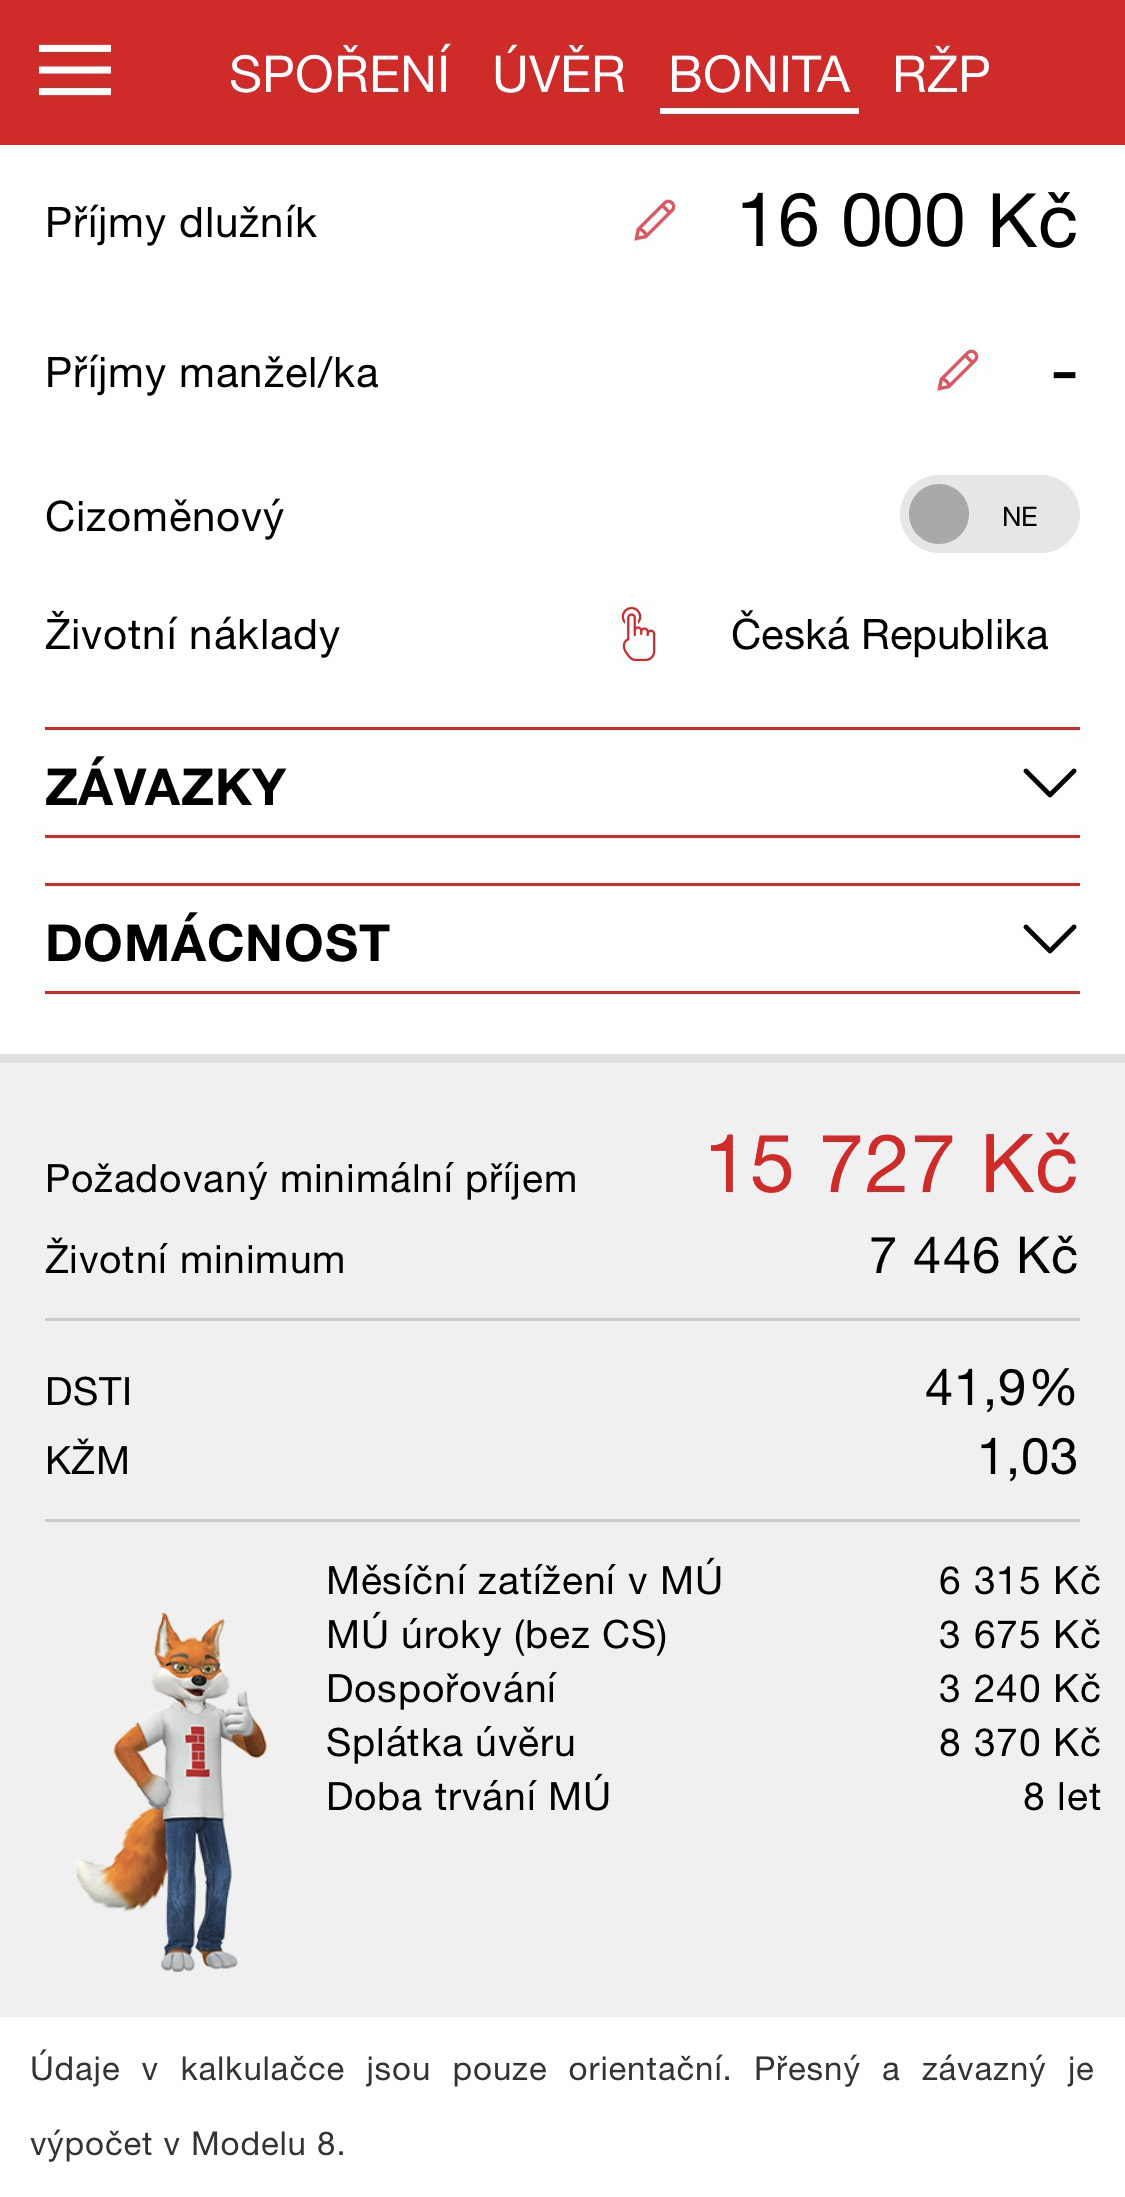 SPOŘENÍ ÚVĚR BONITA RŽP
Příjmy dlužník 16 000 Kč
Příjmy manžel/ka -
Cizoměnový NE
Životní náklady Česká Republika
ZÁVAZKY
DOMÁCNOST
Požadovaný minimální příjem 15 727 Kč
Životní minimum 7 446 Kč
DSTI 41,9%
KŽM 1,03
Měsíční zatížení v MÚ 6 315 Kč
MÚ úroky (bez CS) 3 675 Kč
Dospořování 3 240 Kč
Splátka úvěru 8 370 Kč
Doba trvání MÚ 8 let
1
Údaje v kalkulačce jsou pouze orientační. Přesný a závazný je
výpočet v Modelu 8.